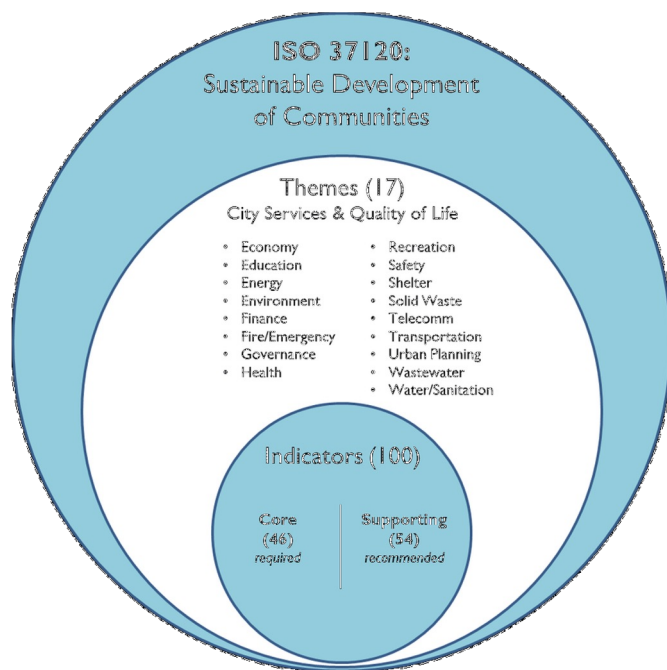 ISO 37120:
Sustainable Development
of Communities
Themes (17)
City Services & Quality of Life
• Economy
• Education
• Energy
• Environment
• Finance
• Fire/Emergency
• Governance
• Health
• Recreation
• Safety
• Shelter
• Solid Waste
• Telecomm
• Transportation
• Urban Planning
• Wastewater
• Water/Sanitation
Indicators (100)
Core
(46)
required
Supporting
(54)
recommended